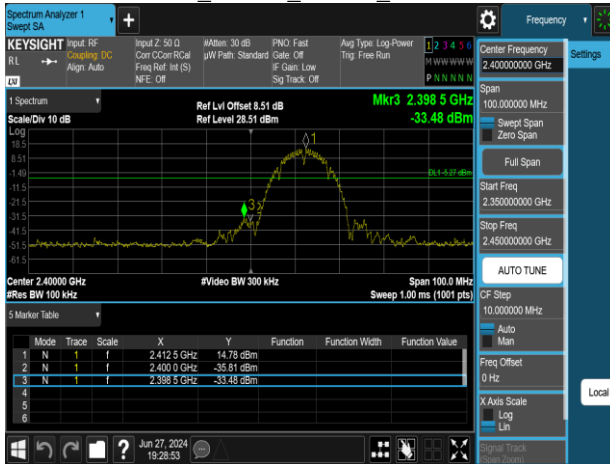 Spectrum Analyzer 1
Swept SA
Frequency
KEYSIGHT
RL
Input: RF
Coupling: DC
Align: Auto
Input Z: 50 Ω
Corr CCorr RCal
Freq Ref: Int (S)
NFE: Off
#Atten: 30 dB
µW Path: Standard
PNO: Fast
Gate: Off
IF Gain: Low
Sig Track: Off
Avg Type: Log-Power
Trig: Free Run
1 2 3 4 5 6
M W W W W W
P N N N N N
LXI
1 Spectrum
Scale/Div 10 dB
Ref Lvl Offset 8.51 dB
Ref Level 28.51 dBm
Mkr3 2.398 5 GHz
-33.48 dBm
Log
18.5
8.51
-1.49
-11.5
-21.5
-31.5
-41.5
-51.5
-61.5
1
3
DL1 -5.27 dBm
Center 2.40000 GHz
#Video BW 300 kHz
Span 100.0 MHz
#Res BW 100 kHz
Sweep 1.00 ms (1001 pts)
5 Marker Table
Mode Trace Scale X Y Function Function Width Function Value
1 N 1 f 2.412 5 GHz 14.78 dBm
2 N 1 f 2.400 0 GHz -35.81 dBm
3 N 1 f 2.398 5 GHz -33.48 dBm
4
5
6
Jun 27, 2024
19:28:53
Center Frequency
2.400000000 GHz
Settings
Span
100.000000 MHz
Swept Span
Zero Span
Full Span
Start Freq
2.350000000 GHz
Stop Freq
2.450000000 GHz
AUTO TUNE
CF Step
10.000000 MHz
Auto
Man
Freq Offset
0 Hz
X Axis Scale
Log
Lin
Local
Signal Track
(Span Zoom)